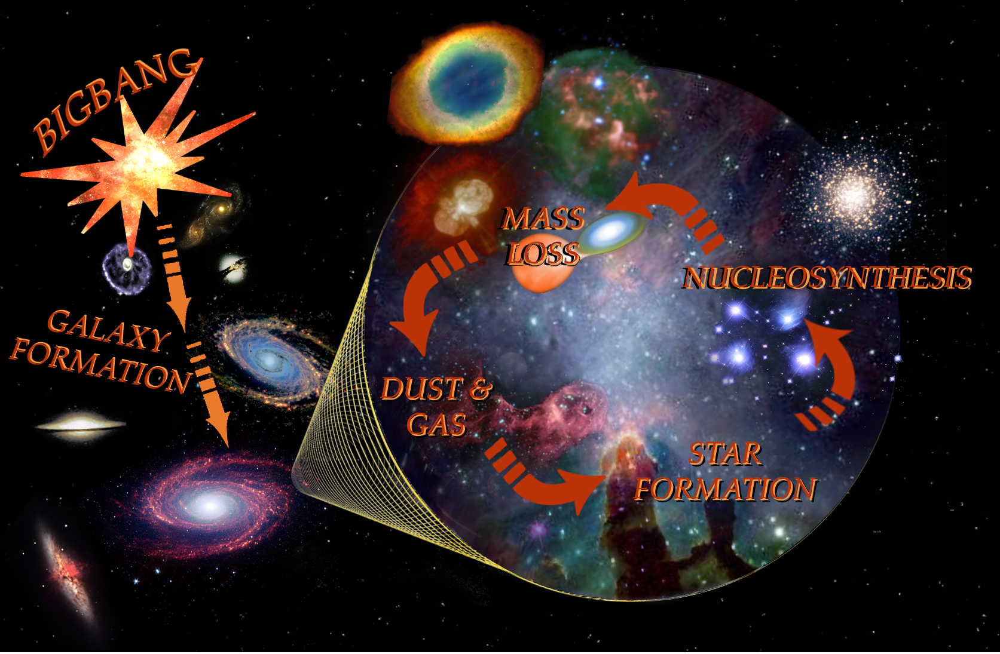 BIGBANG
GALAXY
FORMATION
MASS
LOSS
NUCLEOSYNTHESIS
DUST &
GAS
STAR
FORMATION